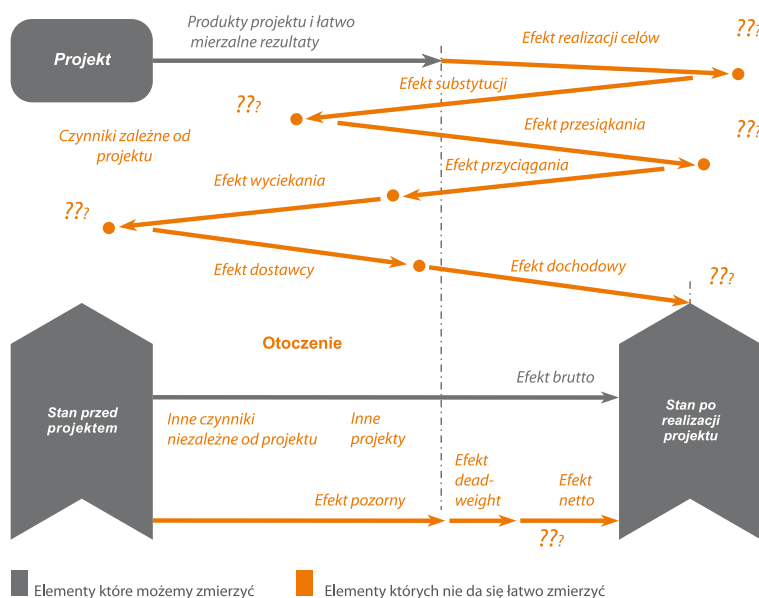 Produkty projektu i łatwo
mierzalne rezultaty
Projekt
Efekt realizacji celów
???
Efekt substytucji
???
Czynniki zależne od
projektu
Efekt przesiąkania
???
Efekt przyciągania
Efekt wyciekania
???
Efekt dostawcy
Efekt dochodowy
???
Otoczenie
Efekt brutto
Stan przed
projektem
Inne czynniki
niezależne od projektu
Inne
projekty
Stan po
realizacji
projektu
Efekt pozorny
Efekt
dead-
weight
Efekt
netto
???
Elementy które możemy zmierzyć
Elementy których nie da się łatwo zmierzyć